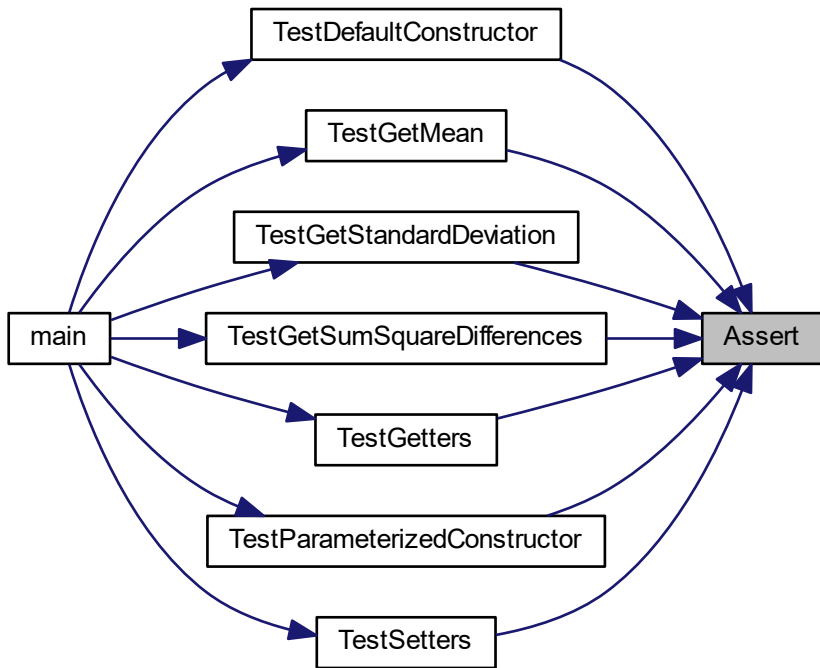 TestDefaultConstructor
TestGetMean
TestGetStandardDeviation
main
TestGetSumSquareDifferences
Assert
TestGetters
TestParameterizedConstructor
TestSetters